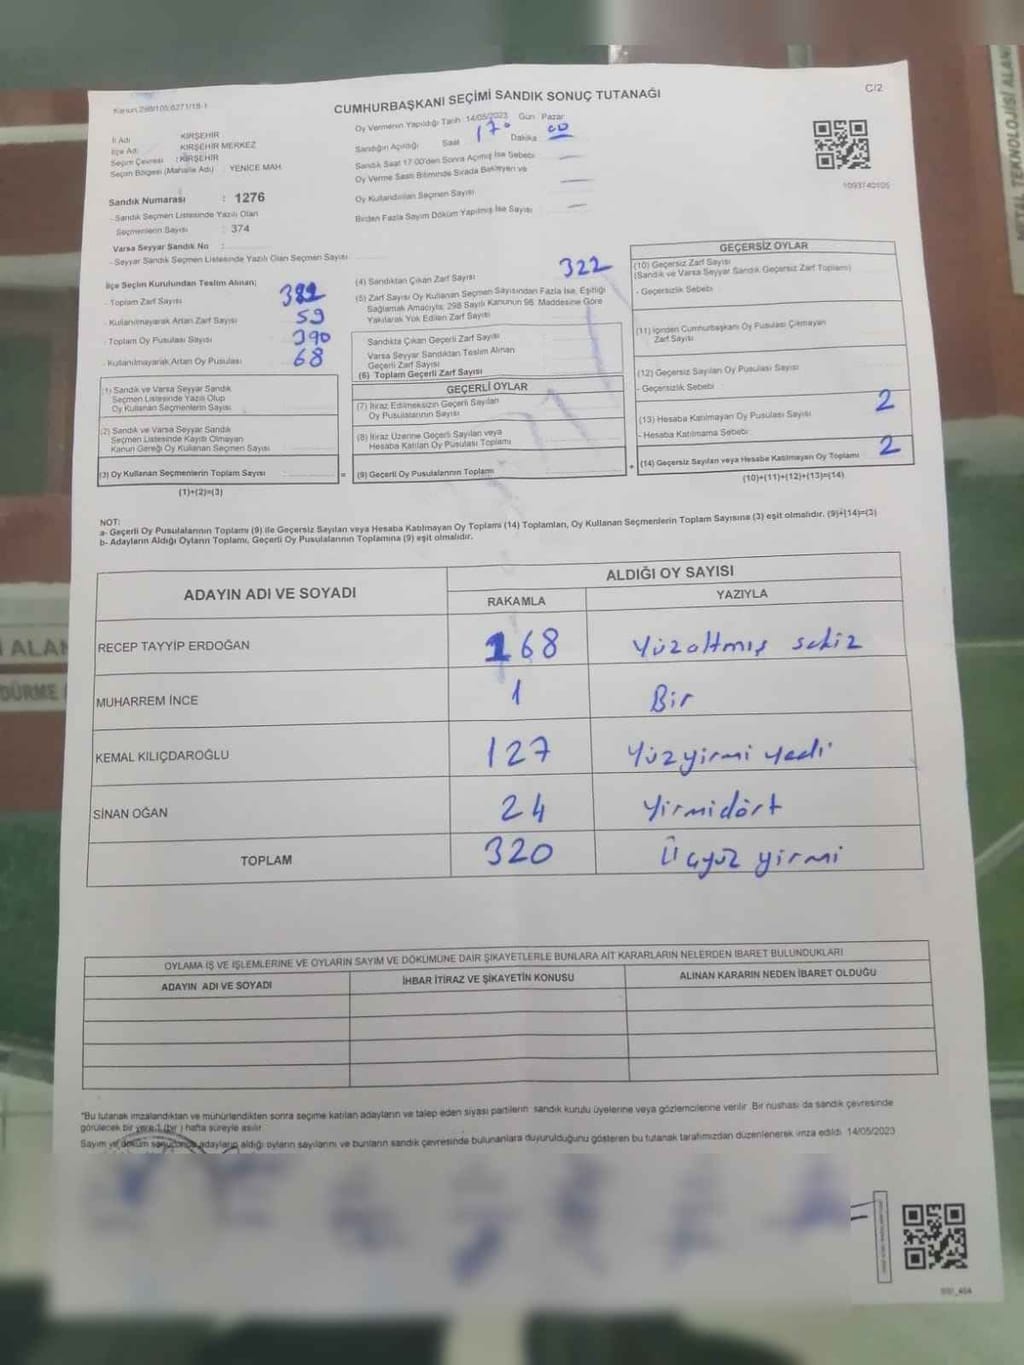 Kanun 298/105,6271/18-1
CUMHURBAŞKANI SEÇİMİ SANDIK SONUÇ TUTANAĞI
C/2
İl Adı : KIRŞEHİR
İlçe Adı : KIRŞEHİR MERKEZ
Seçim Çevresi : KIRŞEHİR
Seçim Bölgesi (Mahalle Adı) : YENİCE MAH.
Sandık Numarası : 1276
- Sandık Seçmen Listesinde Yazılı Olan
Seçmenlerin Sayısı : 374
Varsa Seyyar Sandık No :
- Seyyar Sandık Seçmen Listesinde Yazılı Olan Seçmen Sayısı
Oy Vermenin Yapıldığı Tarih 14/05/2023 Gün Pazar
Sandığın Açıldığı Saat 17 Dakika 00
Sandık Saat 17:00'den Sonra Açılmış İse Sebebi
Oy Verme Saati Bitiminde Sırada Bekleyen ve
Oy Kullandırılan Seçmen Sayısı
Birden Fazla Sayım Döküm Yapılmış İse Sayısı
1093740105
İlçe Seçim Kurulundan Teslim Alınan;
- Toplam Zarf Sayısı
- Kullanılmayarak Artan Zarf Sayısı 59
- Toplam Oy Pusulası Sayısı 390
- Kullanılmayarak Artan Oy Pusulası 68
(1) Sandık ve Varsa Seyyar Sandık
Seçmen Listesinde Yazılı Olup
Oy Kullanan Seçmenlerin Sayısı
(2) Sandık ve Varsa Seyyar Sandık
Seçmen Listesinde Kayıtlı Olmayan
Kanun Gereği Oy Kullanan Seçmen Sayısı
(3) Oy Kullanan Seçmenlerin Toplam Sayısı
(1)+(2)=(3)
(4) Sandıktan Çıkan Zarf Sayısı 322
(5) Zarf Sayısı Oy Kullanan Seçmen Sayısından Fazla İse, Eşitliği
Sağlamak Amacıyla; 298 Sayılı Kanunun 98. Maddesine Göre
Yakılarak Yok Edilen Zarf Sayısı
Sandıkta Çıkan Geçerli Zarf Sayısı
Varsa Seyyar Sandıktan Teslim Alınan
Geçerli Zarf Sayısı
(6) Toplam Geçerli Zarf Sayısı
GEÇERLİ OYLAR
(7) İtiraz Edilmeksizin Geçerli Sayılan
Oy Pusulalarının Sayısı
(8) İtiraz Üzerine Geçerli Sayılan veya
Hesaba Katılan Oy Pusulası Toplamı
= (9) Geçerli Oy Pusulalarının Toplamı +
GEÇERSİZ OYLAR
(10) Geçersiz Zarf Sayısı
(Sandık ve Varsa Seyyar Sandık Geçersiz Zarf Toplamı)
- Geçersizlik Sebebi
(11) İçinden Cumhurbaşkanı Oy Pusulası Çıkmayan
Zarf Sayısı
(12) Geçersiz Sayılan Oy Pusulası Sayısı
- Geçersizlik Sebebi
(13) Hesaba Katılmayan Oy Pusulası Sayısı 2
- Hesaba Katılmama Sebebi
(14) Geçersiz Sayılan veya Hesaba Katılmayan Oy Toplamı 2
(10)+(11)+(12)+(13)=(14)
NOT:
a- Geçerli Oy Pusulalarının Toplamı (9) ile Geçersiz Sayılan veya Hesaba Katılmayan Oy Toplamı (14) Toplamları, Oy Kullanan Seçmenlerin Toplam Sayısına (3) eşit olmalıdır. (9)+(14)=(3)
b- Adayların Aldığı Oyların Toplamı, Geçerli Oy Pusulalarının Toplamına (9) eşit olmalıdır.
ADAYIN ADI VE SOYADI
ALDIĞI OY SAYISI
RAKAMLA YAZIYLA
RECEP TAYYİP ERDOĞAN 168 Yüzaltmış sekiz
MUHARREM İNCE 1 Bir
KEMAL KILIÇDAROĞLU 127 Yüzyirmi yedi
SİNAN OĞAN 24 Yirmidört
TOPLAM 320 Üçyüz yirmi
OYLAMA İŞ VE İŞLEMLERİNE VE OYLARIN SAYIM VE DÖKÜMÜNE DAİR ŞİKAYETLERLE BUNLARA AİT KARARLARIN NELERDEN İBARET BULUNDUKLARI
ADAYIN ADI VE SOYADI İHBAR İTİRAZ VE ŞİKAYETİN KONUSU ALINAN KARARIN NEDEN İBARET OLDUĞU
*Bu tutanak imzalandıktan ve mühürlendikten sonra seçime katılan adayların ve talep eden siyasi partilerin sandık kurulu üyelerine veya gözlemcilerine verilir. Bir nüshası da sandık çevresinde
görülecek bir yere 1 (bir) hafta süreyle asılır.
Sayım ve döküm sonucunda adayların aldığı oyların sayılarını ve bunların sandık çevresinde bulunanlara duyurulduğunu gösteren bu tutanak tarafımızdan düzenlenerek imza edildi. 14/05/2023
METAL TEKNOLOJİSİ ALAN
ALAN
DÜRME